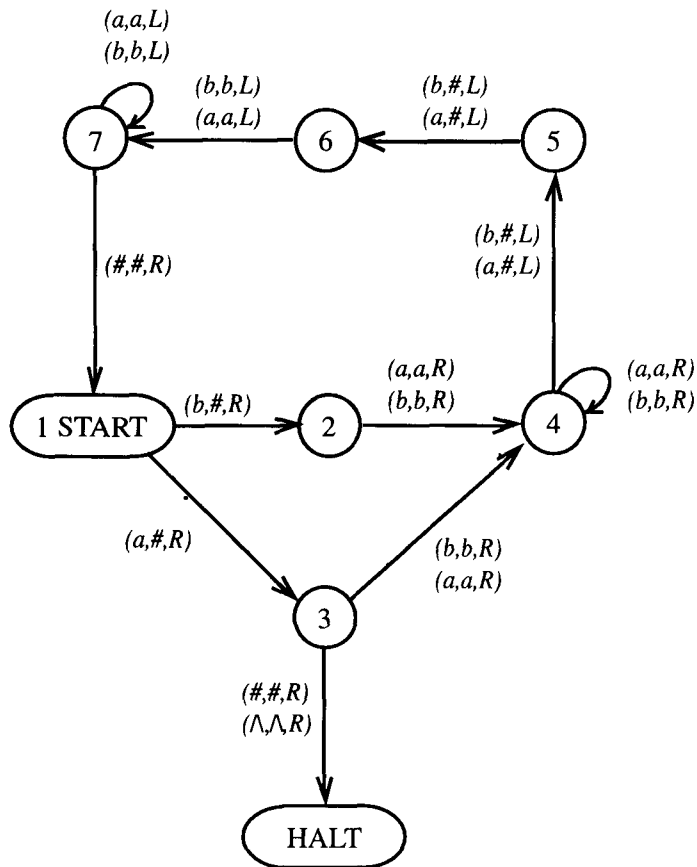 (a,a,L)
(b,b,L)
(b,b,L)
(a,a,L)
(b,#,L)
(a,#,L)
7
6
5
(#,#,R)
(b,#,L)
(a,#,L)
1 START
(b,#,R)
2
(a,a,R)
(b,b,R)
4
(a,a,R)
(b,b,R)
(a,#,R)
3
(b,b,R)
(a,a,R)
(#,#,R)
(/\,/\,R)
HALT